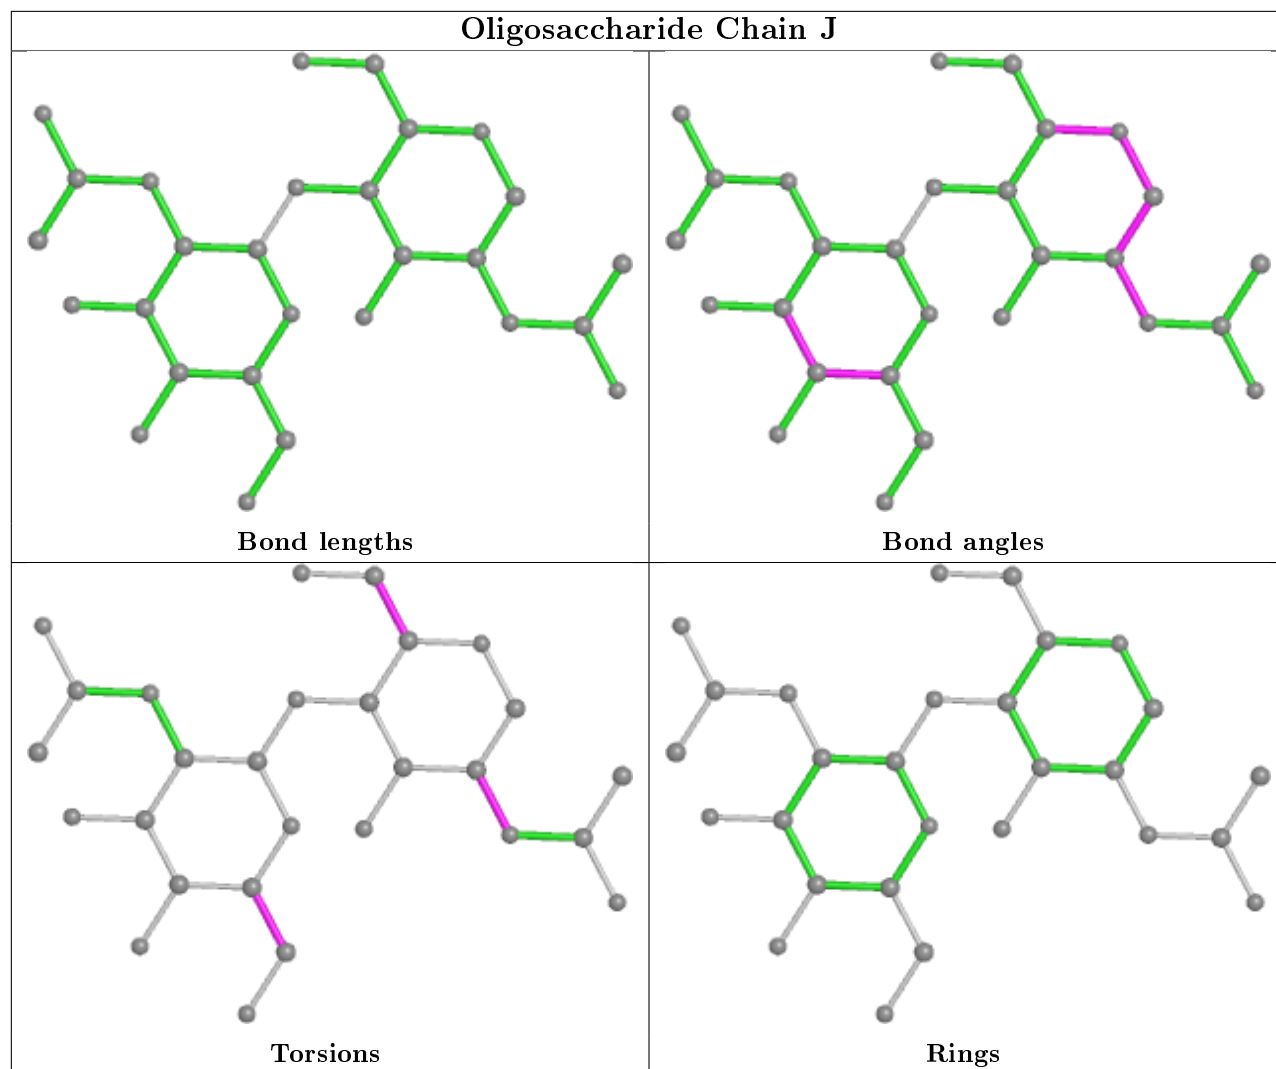 Oligosaccharide Chain J
Bond lengths
Bond angles
Torsions
Rings